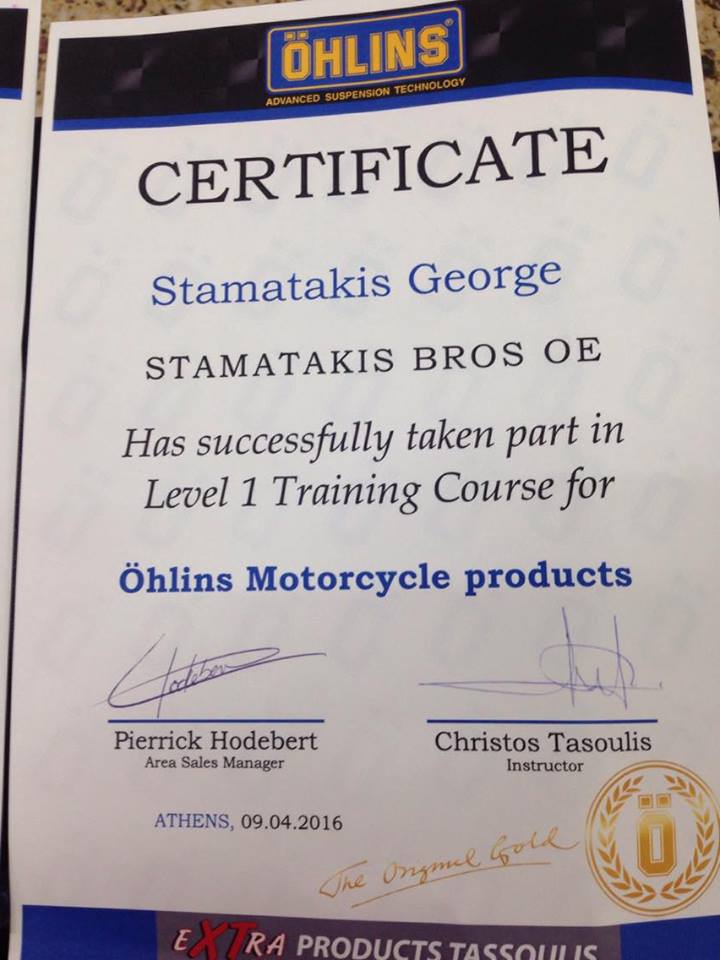 ÖHLINS®
ADVANCED SUSPENSION TECHNOLOGY
CERTIFICATE
Stamatakis George
STAMATAKIS BROS OE
Has successfully taken part in
Level 1 Training Course for
Öhlins Motorcycle products
Hodebert
Pierrick Hodebert
Area Sales Manager
Christos Tasoulis
Instructor
ATHENS, 09.04.2016
The Original Gold
Ö
EXTRA PRODUCTS TASSOULIS